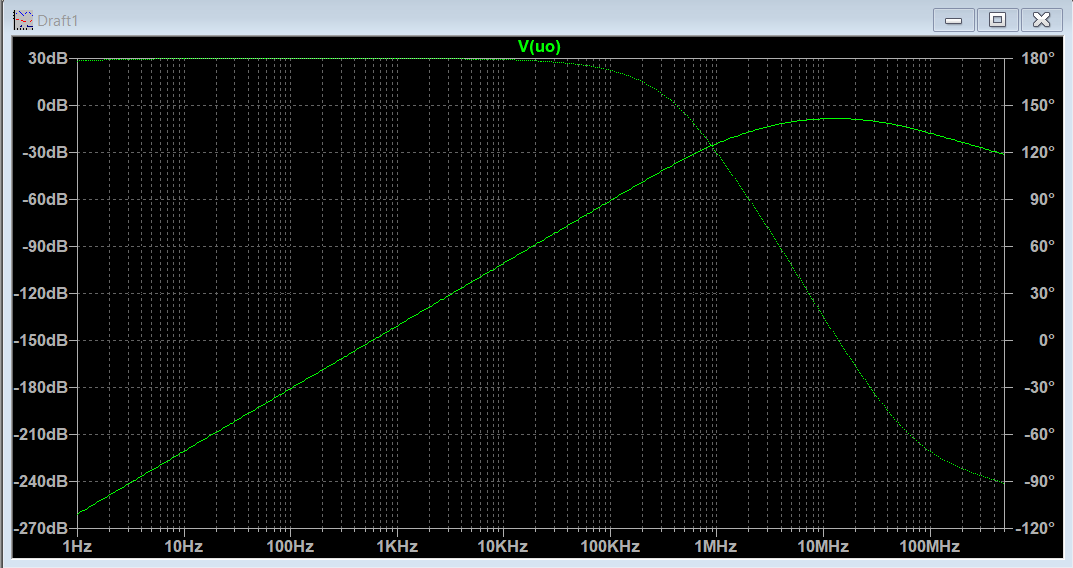 Draft1
V(uo)
30dB 180°
0dB 150°
-30dB 120°
-60dB 90°
-90dB 60°
-120dB 30°
-150dB 0°
-180dB -30°
-210dB -60°
-240dB -90°
-270dB -120°
1Hz 10Hz 100Hz 1KHz 10KHz 100KHz 1MHz 10MHz 100MHz